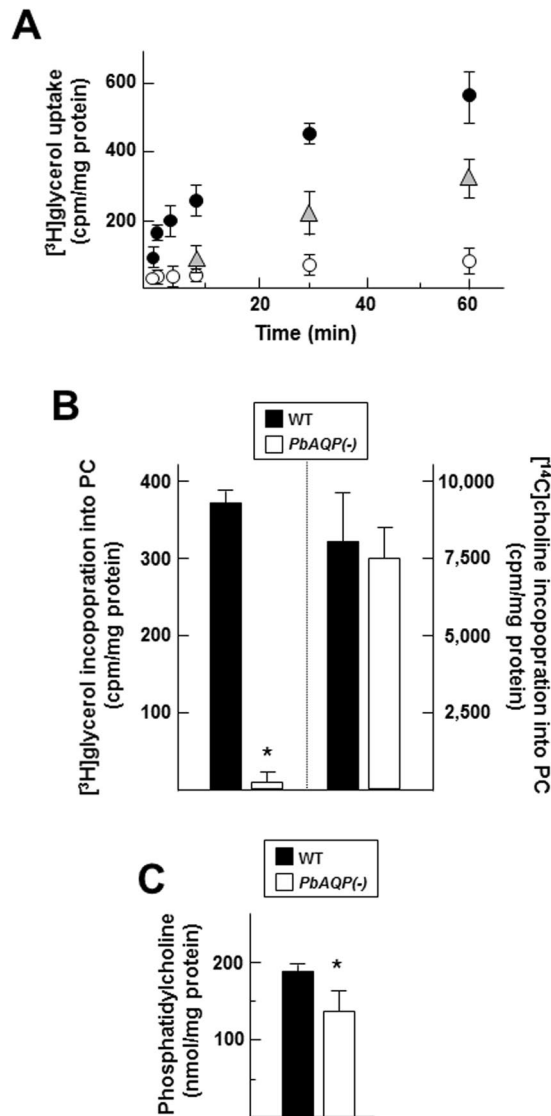 A
[³H]glycerol uptake
(cpm/mg protein)
600
400
200
20
40
60
Time (min)
B
WT
PbAQP(-)
[³H]glycerol incopopration into PC
(cpm/mg protein)
400
300
200
100
*
10,000
7,500
5,000
2,500
[¹⁴C]choline incopopration into PC
(cpm/mg protein)
C
WT
PbAQP(-)
Phosphatidylcholine
(nmol/mg protein)
200
100
*